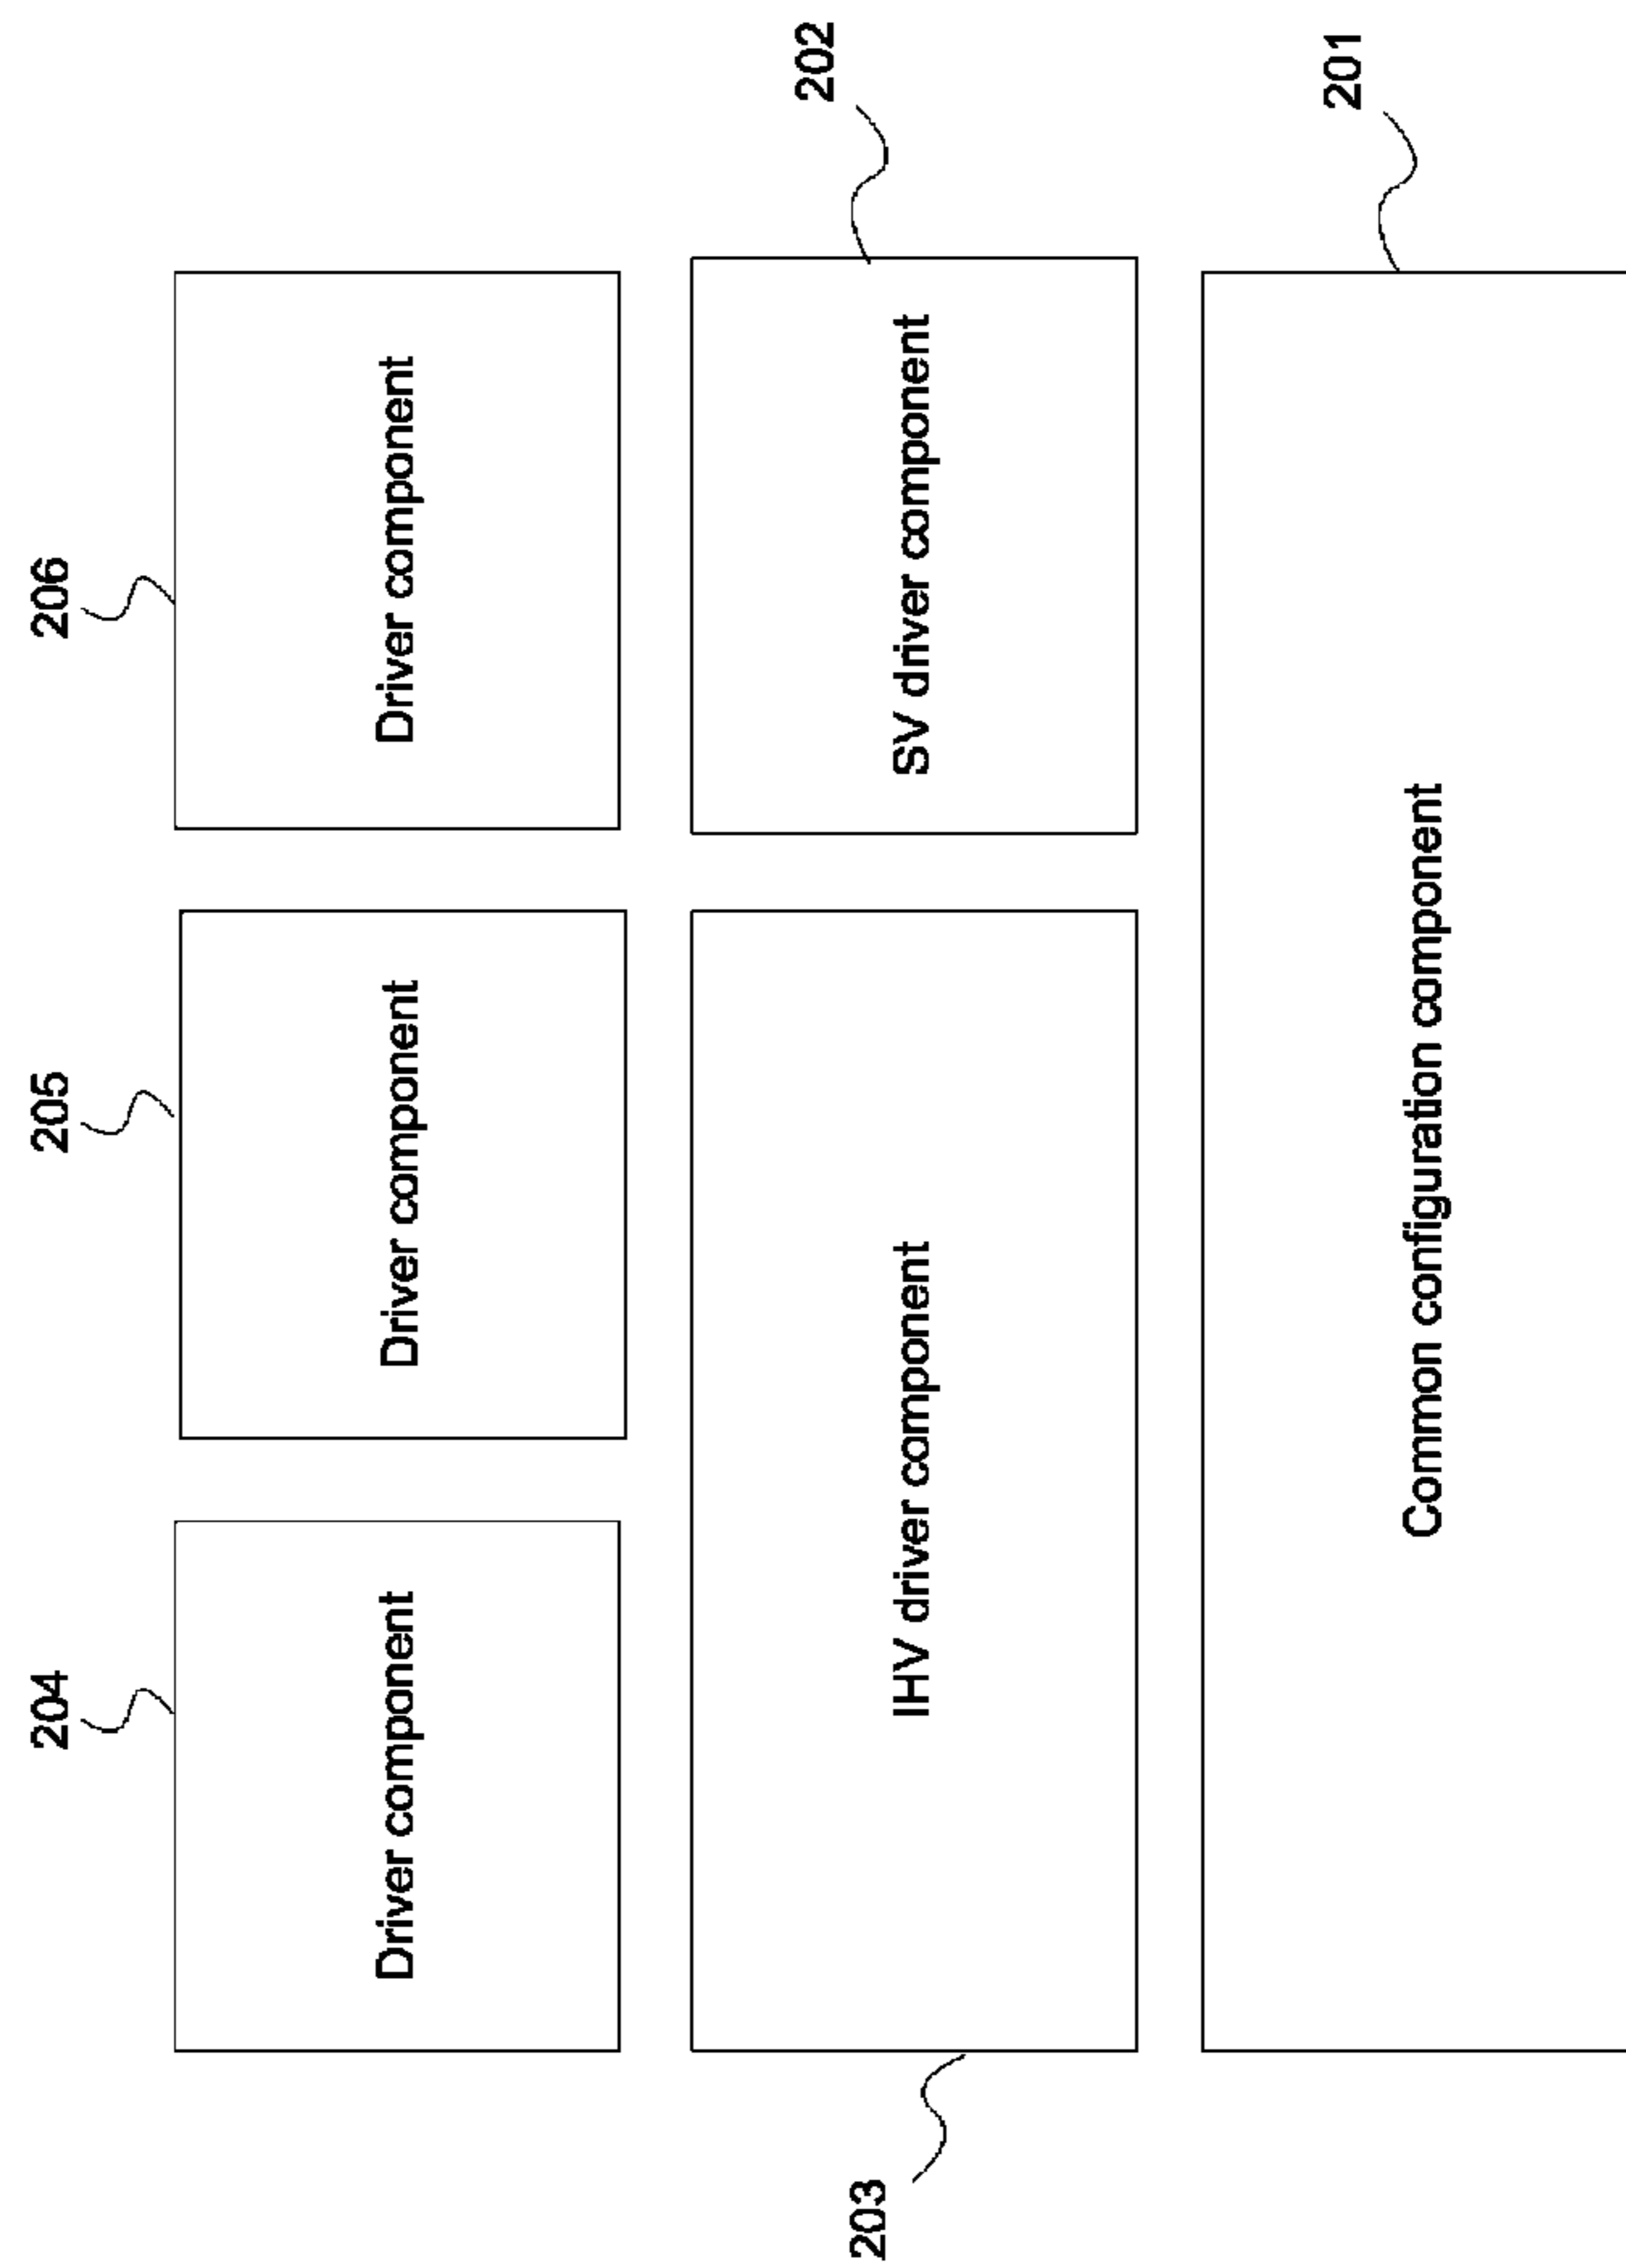 204
205
206
Driver component
Driver component
Driver component
202
IHV driver component
SV driver component
203
201
Common configuration component